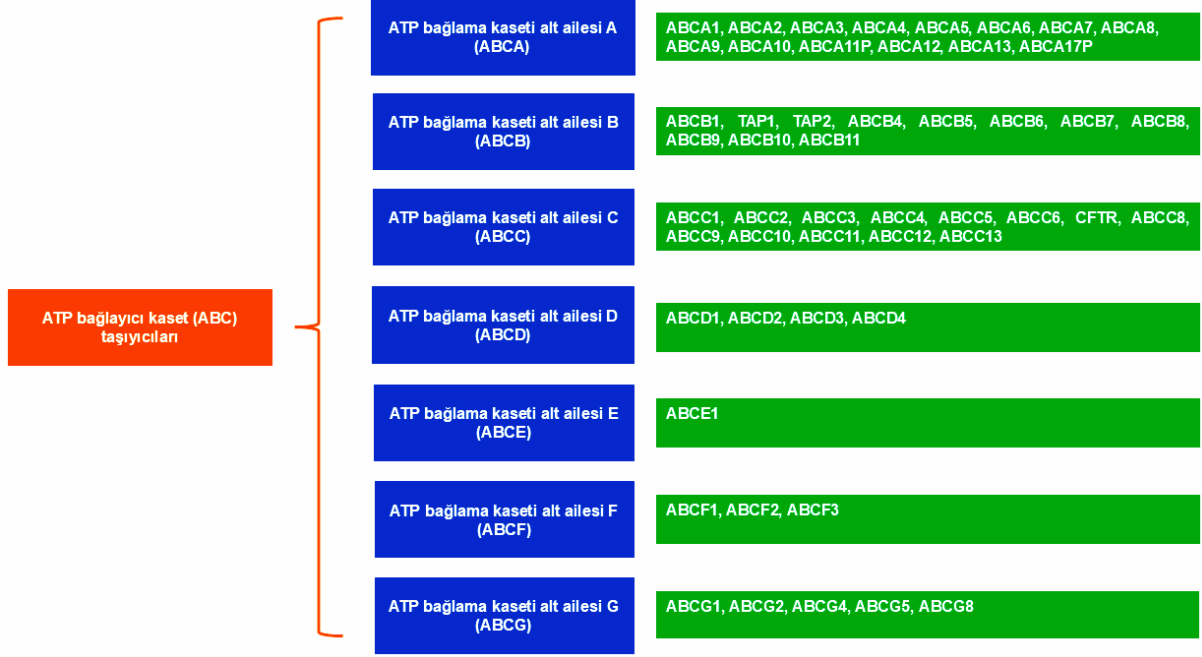 ATP bağlayıcı kaset (ABC)
taşıyıcıları
ATP bağlama kaseti alt ailesi A
(ABCA)
ABCA1, ABCA2, ABCA3, ABCA4, ABCA5, ABCA6, ABCA7, ABCA8,
ABCA9, ABCA10, ABCA11P, ABCA12, ABCA13, ABCA17P
ATP bağlama kaseti alt ailesi B
(ABCB)
ABCB1, TAP1, TAP2, ABCB4, ABCB5, ABCB6, ABCB7, ABCB8,
ABCB9, ABCB10, ABCB11
ATP bağlama kaseti alt ailesi C
(ABCC)
ABCC1, ABCC2, ABCC3, ABCC4, ABCC5, ABCC6, CFTR, ABCC8,
ABCC9, ABCC10, ABCC11, ABCC12, ABCC13
ATP bağlama kaseti alt ailesi D
(ABCD)
ABCD1, ABCD2, ABCD3, ABCD4
ATP bağlama kaseti alt ailesi E
(ABCE)
ABCE1
ATP bağlama kaseti alt ailesi F
(ABCF)
ABCF1, ABCF2, ABCF3
ATP bağlama kaseti alt ailesi G
(ABCG)
ABCG1, ABCG2, ABCG4, ABCG5, ABCG8